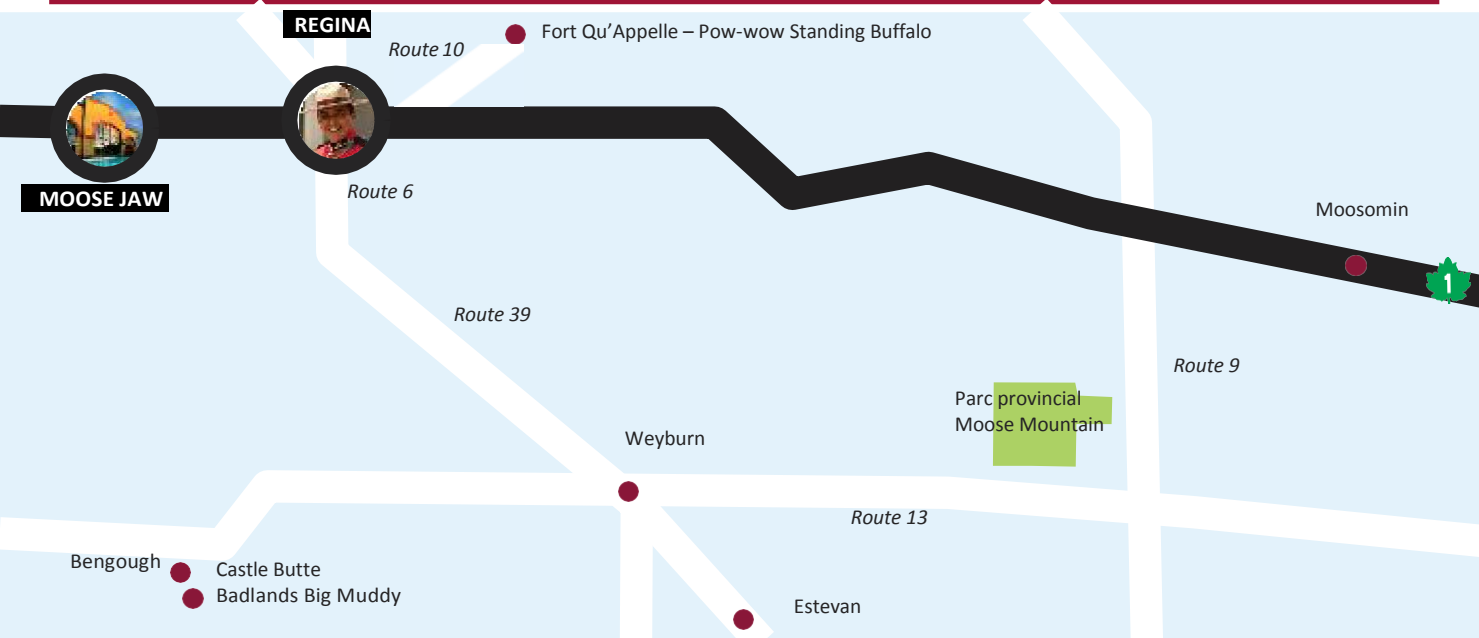 REGINA
Fort Qu’Appelle – Pow-wow Standing Buffalo
Route 10
MOOSE JAW
Route 6
Moosomin
1
Route 39
Route 9
Parc provincial
Moose Mountain
Weyburn
Route 13
Bengough
Castle Butte
Badlands Big Muddy
Estevan